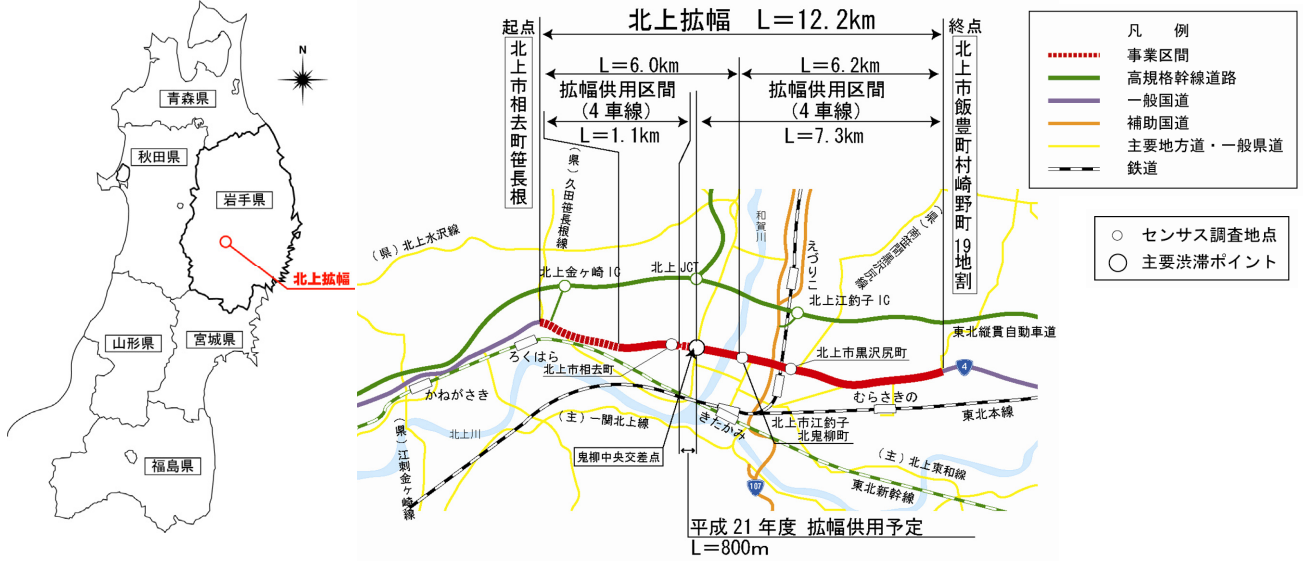 N
青森県
秋田県
岩手県
北上拡幅
山形県
宮城県
福島県
北上拡幅 L=12.2km
起点
北上市相去町笹長根
終点
北上市飯豊町村崎野町19地割
L=6.0km
L=6.2km
拡幅供用区間
(4車線)
L=1.1km
拡幅供用区間
(4車線)
L=7.3km
(県)久田笹長根線
(県)北上水沢線
和賀川
えづりこ
(県)南笹間黒沢尻線
北上金ヶ崎IC
北上JCT
北上江釣子IC
東北縦貫自動車道
北上市黒沢尻町
4
ろくはら
北上市相去町
かねがさき
むらさきの
東北本線
(主)一関北上線
きたかみ
北上市江釣子
北鬼柳町
北上川
(県)江刺金ヶ崎線
鬼柳中央交差点
(主)北上東和線
東北新幹線
107
平成21年度 拡幅供用予定
L=800m
凡 例
事業区間
高規格幹線道路
一般国道
補助国道
主要地方道・一般県道
鉄道
センサス調査地点
主要渋滞ポイント